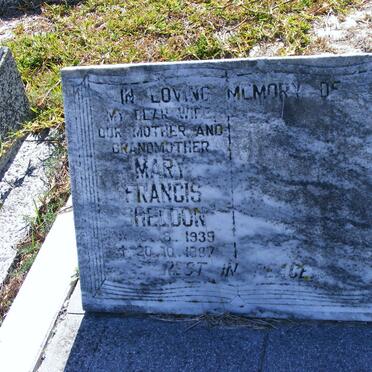 IN LOVING MEMORY OF
MY DEAR WIFE
OUR MOTHER AND
GRANDMOTHER
MARY
FRANCIS
1939
20.10.1987
REST IN PEACE